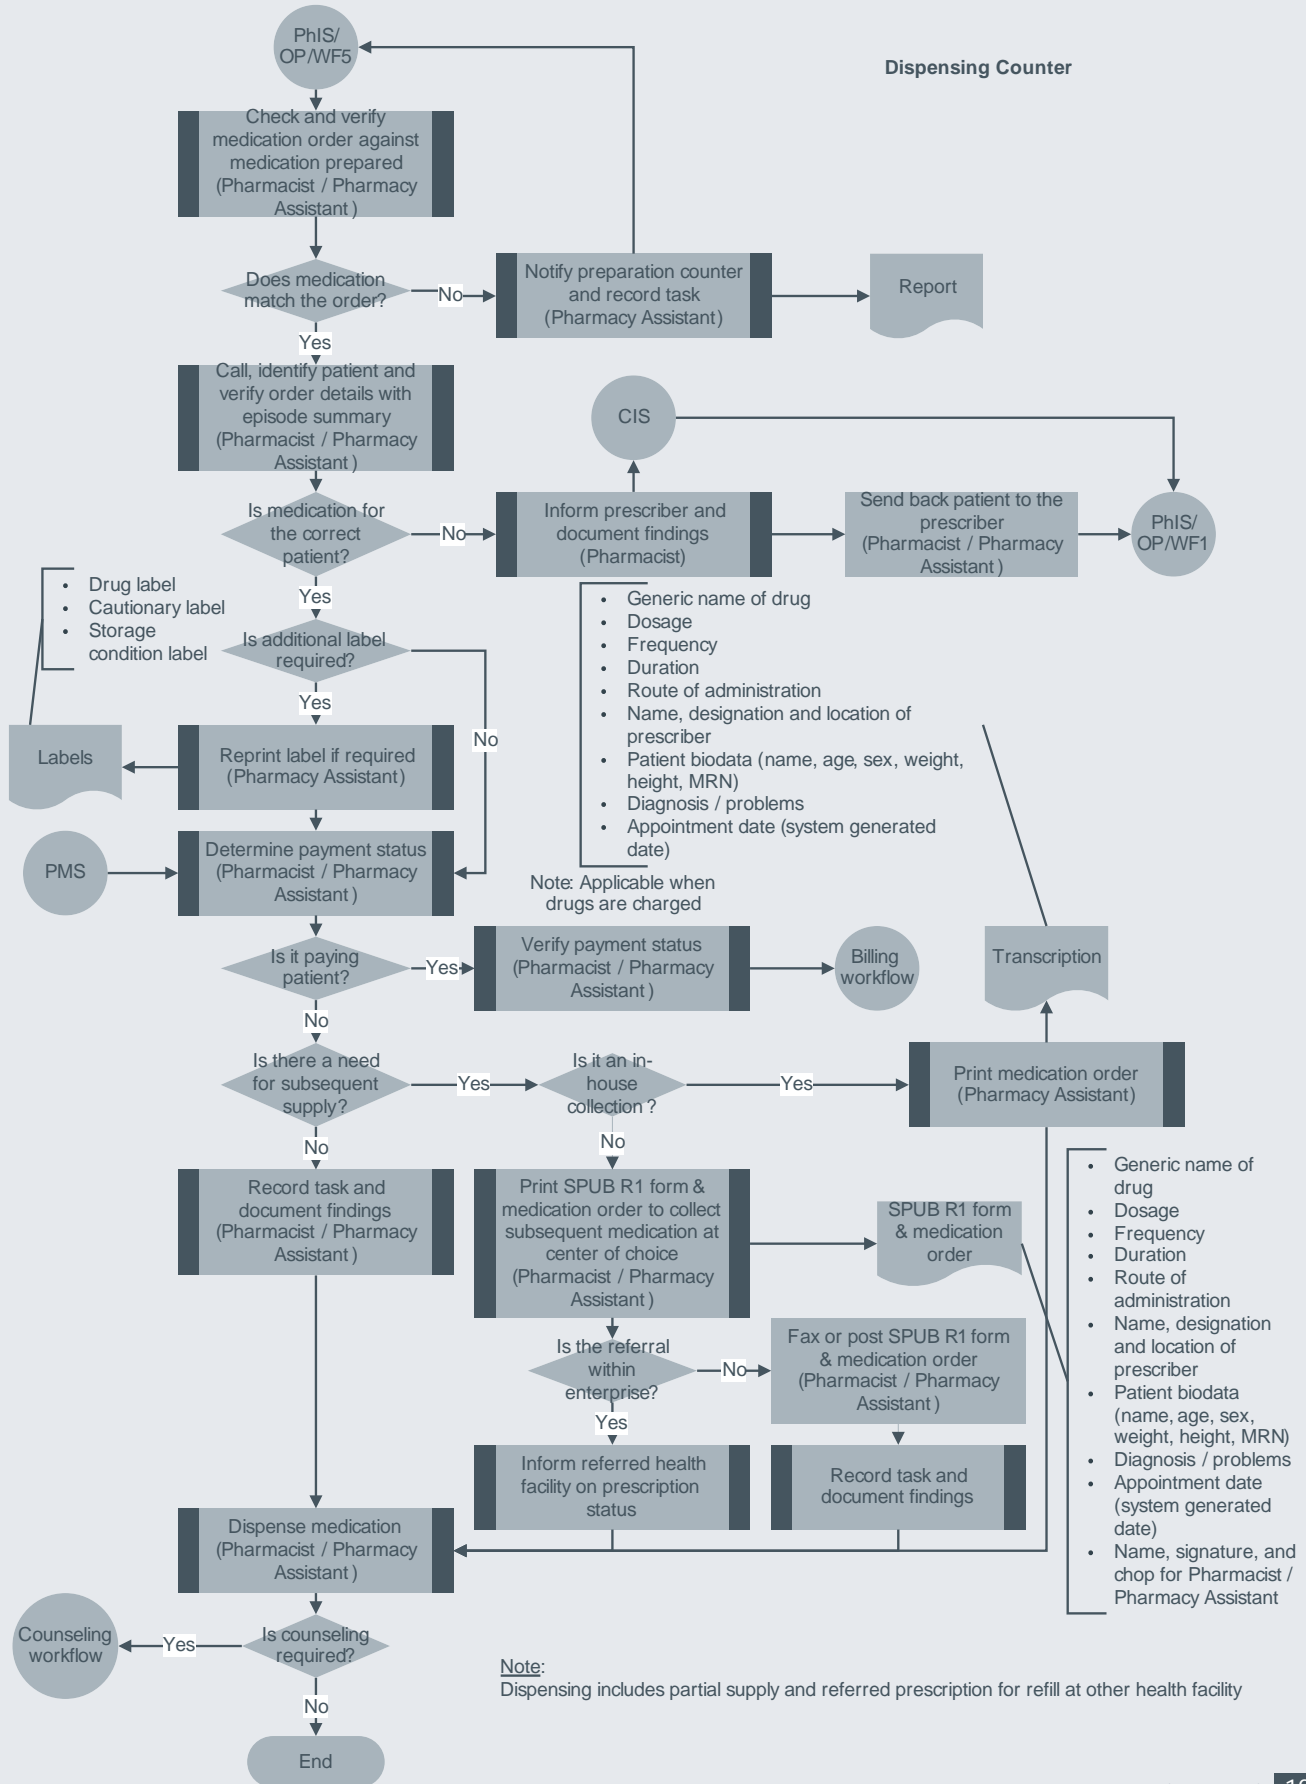 PhIS/
OP/WF5
Dispensing Counter
Check and verify
medication order against
medication prepared
(Pharmacist / Pharmacy
Assistant )
Does medication
match the order?
No
Notify preparation counter
and record task
(Pharmacy Assistant)
Report
Yes
Call, identify patient and
verify order details with
episode summary
(Pharmacist / Pharmacy
Assistant )
CIS
Is medication for
the correct
patient?
No
Inform prescriber and
document findings
(Pharmacist)
Send back patient to the
prescriber
(Pharmacist / Pharmacy
Assistant )
PhIS/
OP/WF1
Yes
• Drug label
• Cautionary label
• Storage
condition label
Is additional label
required?
Yes
No
• Generic name of drug
• Dosage
• Frequency
• Duration
• Route of administration
• Name, designation and location of
prescriber
• Patient biodata (name, age, sex, weight,
height, MRN)
• Diagnosis / problems
• Appointment date (system generated
date)
Labels
Reprint label if required
(Pharmacy Assistant)
PMS
Determine payment status
(Pharmacist / Pharmacy
Assistant )
Note: Applicable when
drugs are charged
Is it paying
patient?
Yes
Verify payment status
(Pharmacist / Pharmacy
Assistant )
Billing
workflow
Transcription
No
Is there a need
for subsequent
supply?
Yes
Is it an in-
house
collection ?
Yes
Print medication order
(Pharmacy Assistant)
No
No
Record task and
document findings
(Pharmacist / Pharmacy
Assistant )
Print SPUB R1 form &
medication order to collect
subsequent medication at
center of choice
(Pharmacist / Pharmacy
Assistant )
SPUB R1 form
& medication
order
• Generic name of
drug
• Dosage
• Frequency
• Duration
• Route of
administration
• Name, designation
and location of
prescriber
• Patient biodata
(name, age, sex,
weight, height, MRN)
• Diagnosis / problems
• Appointment date
(system generated
date)
• Name, signature, and
chop for Pharmacist /
Pharmacy Assistant
Is the referral
within
enterprise?
No
Fax or post SPUB R1 form
& medication order
(Pharmacist / Pharmacy
Assistant )
Yes
Inform referred health
facility on prescription
status
Record task and
document findings
Dispense medication
(Pharmacist / Pharmacy
Assistant )
Counseling
workflow
Yes
Is counseling
required?
No
End
Note:
Dispensing includes partial supply and referred prescription for refill at other health facility